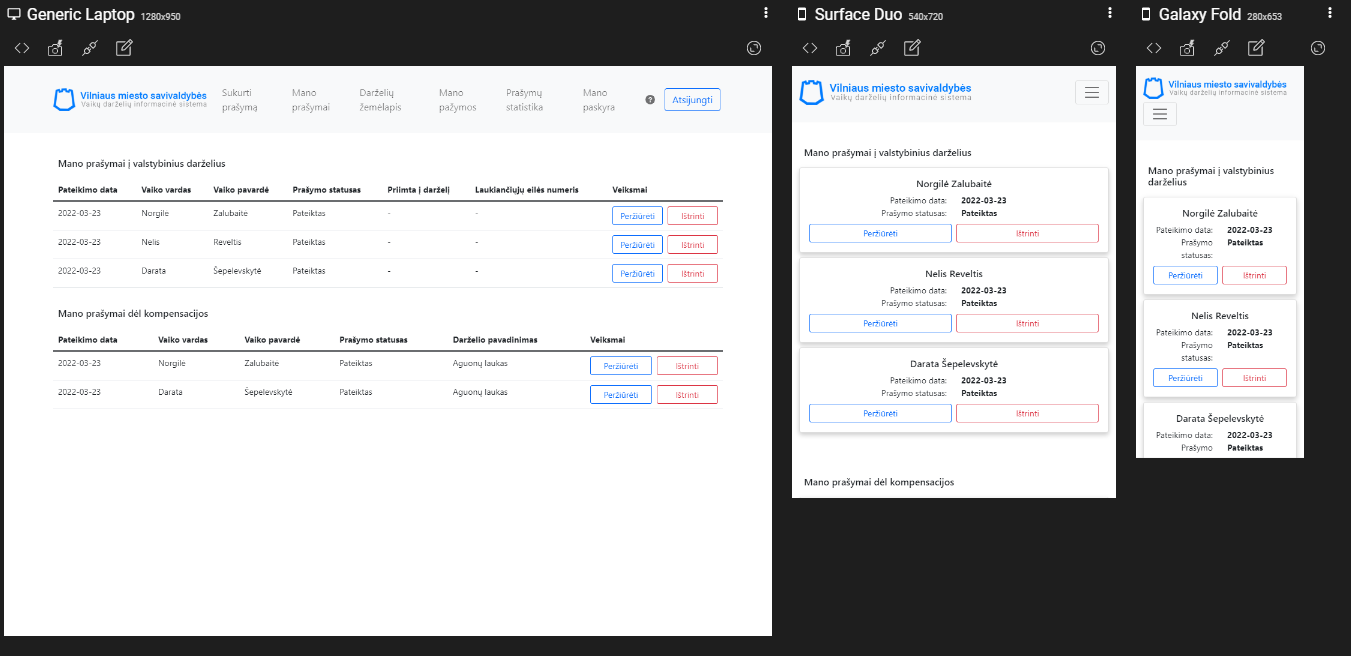 Generic Laptop 1280x950
Vilniaus miesto savivaldybės
Vaikų darželių informacinė sistema
Sukurti prašymą
Mano prašymai
Darželių žemėlapis
Mano pažymos
Prašymų statistika
Mano paskyra
Atsijungti
Mano prašymai į valstybinius darželius
Pateikimo data Vaiko vardas Vaiko pavardė Prašymo statusas Priimta į darželį Laukiančiųjų eilės numeris Veiksmai
2022-03-23 Norgilė Zalubaitė Pateiktas - - Peržiūrėti Ištrinti
2022-03-23 Nelis Reveltis Pateiktas - - Peržiūrėti Ištrinti
2022-03-23 Darata Šepelevskytė Pateiktas - - Peržiūrėti Ištrinti
Mano prašymai dėl kompensacijos
Pateikimo data Vaiko vardas Vaiko pavardė Prašymo statusas Darželio pavadinimas Veiksmai
2022-03-23 Norgilė Zalubaitė Pateiktas Aguonų laukas Peržiūrėti Ištrinti
2022-03-23 Darata Šepelevskytė Pateiktas Aguonų laukas Peržiūrėti Ištrinti
Surface Duo 540x720
Vilniaus miesto savivaldybės
Vaikų darželių informacinė sistema
Mano prašymai į valstybinius darželius
Norgilė Zalubaitė
Pateikimo data: 2022-03-23
Prašymo statusas: Pateiktas
Peržiūrėti Ištrinti
Nelis Reveltis
Pateikimo data: 2022-03-23
Prašymo statusas: Pateiktas
Peržiūrėti Ištrinti
Darata Šepelevskytė
Pateikimo data: 2022-03-23
Prašymo statusas: Pateiktas
Peržiūrėti Ištrinti
Mano prašymai dėl kompensacijos
Galaxy Fold 280x653
Vilniaus miesto savivaldybės
Vaikų darželių informacinė sistema
Mano prašymai į valstybinius
darželius
Norgilė Zalubaitė
Pateikimo data: 2022-03-23
Prašymo Pateiktas
statusas:
Peržiūrėti Ištrinti
Nelis Reveltis
Pateikimo data: 2022-03-23
Prašymo Pateiktas
statusas:
Peržiūrėti Ištrinti
Darata Šepelevskytė
Pateikimo data: 2022-03-23
Prašymo Pateiktas